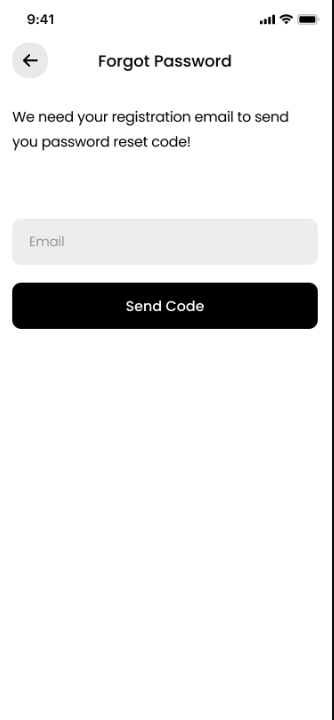 9:41
Forgot Password
We need your registration email to send
you password reset code!
Email
Send Code